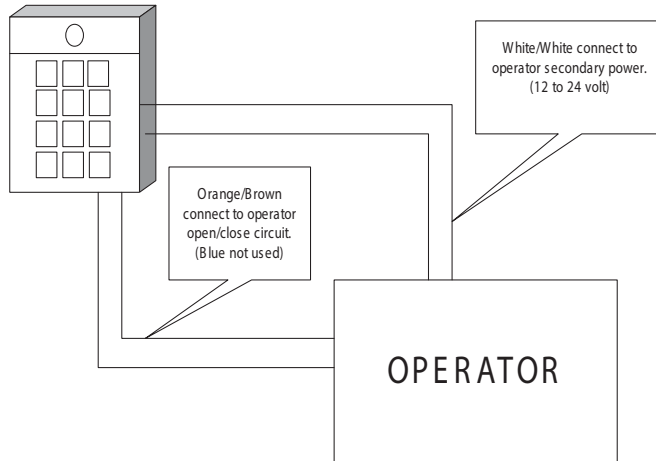 White/White connect to
operator secondary power.
(12 to 24 volt)
Orange/Brown
connect to operator
open/close circuit.
(Blue not used)
OPERATOR